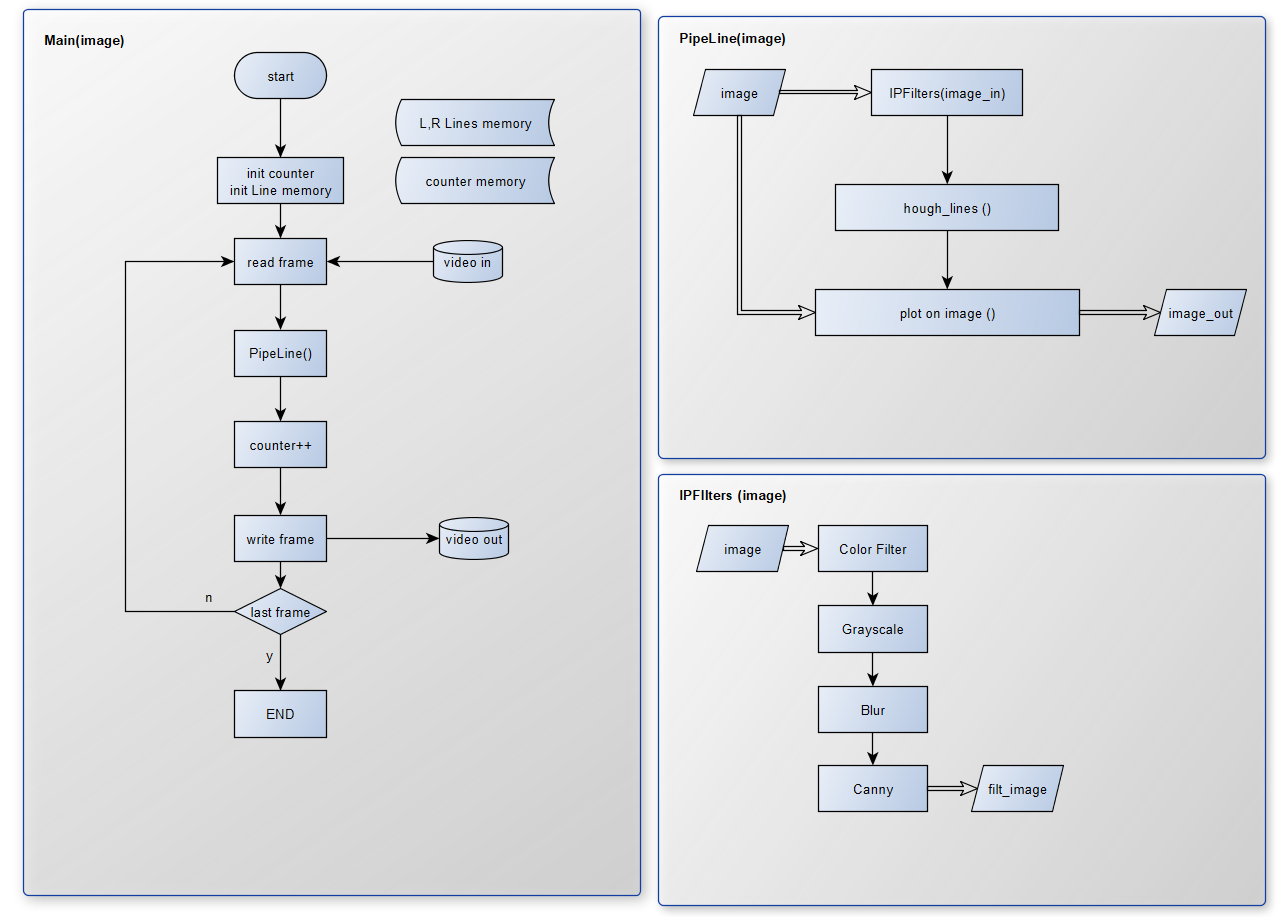 Main(image)
start
L,R Lines memory
init counter
init Line memory
counter memory
read frame
video in
PipeLine()
counter++
write frame
video out
n
last frame
y
END
PipeLine(image)
image
IPFilters(image_in)
hough_lines ()
plot on image ()
image_out
IPFIlters (image)
image
Color Filter
Grayscale
Blur
Canny
filt_image